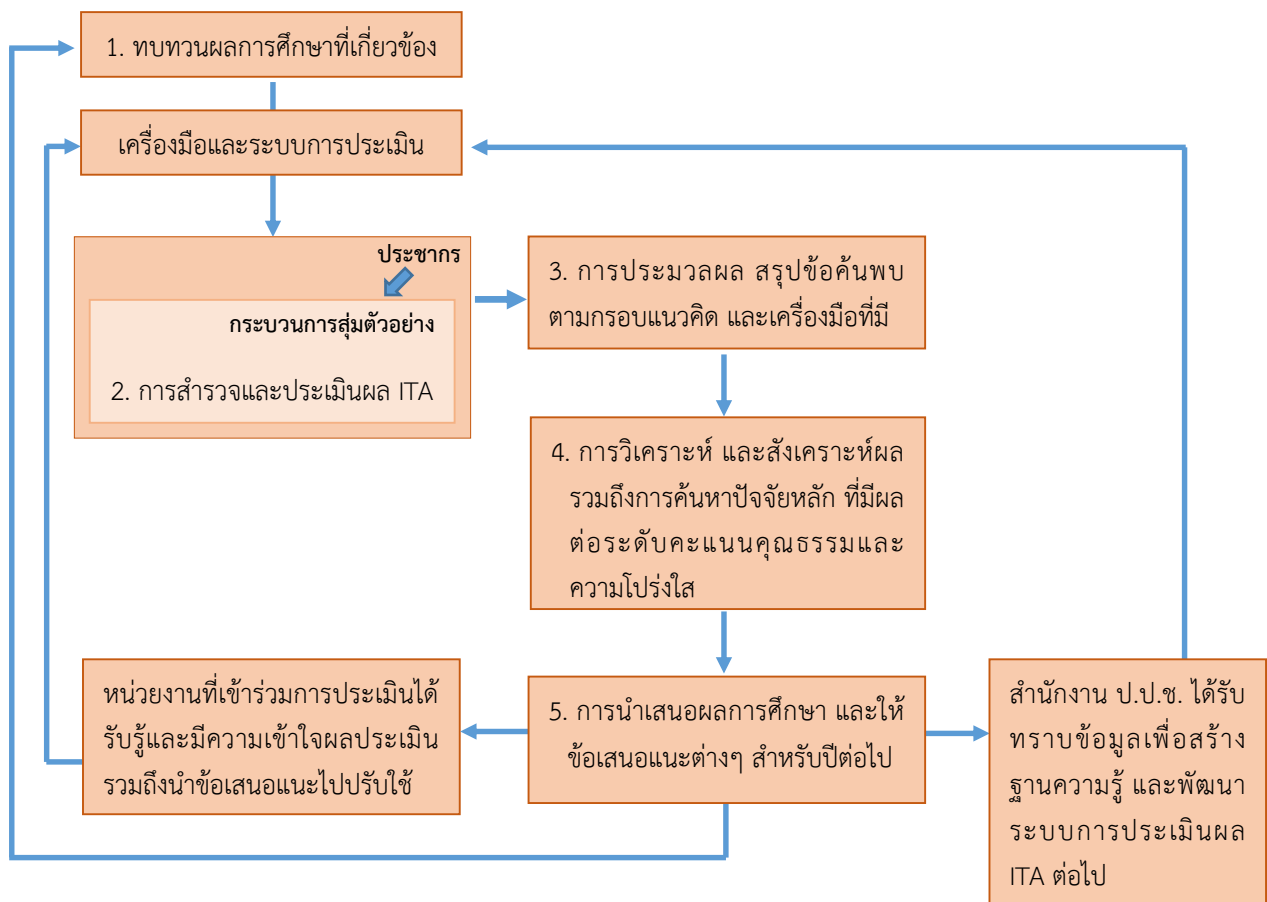 1. ทบทวนผลการศึกษาที่เกี่ยวข้อง
เครื่องมือและระบบการประเมิน
ประชากร
กระบวนการสุ่มตัวอย่าง
2. การสำรวจและประเมินผล ITA
3. การประมวลผล สรุปข้อค้นพบ
ตามกรอบแนวคิด และเครื่องมือที่มี
4. การวิเคราะห์ และสังเคราะห์ผล
รวมถึงการค้นหาปัจจัยหลัก ที่มีผล
ต่อระดับคะแนนคุณธรรมและ
ความโปร่งใส
หน่วยงานที่เข้าร่วมการประเมินได้
รับรู้และมีความเข้าใจผลประเมิน
รวมถึงนำข้อเสนอแนะไปปรับใช้
5. การนำเสนอผลการศึกษา และให้
ข้อเสนอแนะต่างๆ สำหรับปีต่อไป
สำนักงาน ป.ป.ช. ได้รับ
ทราบข้อมูลเพื่อสร้าง
ฐานความรู้ และพัฒนา
ระบบการประเมินผล
ITA ต่อไป